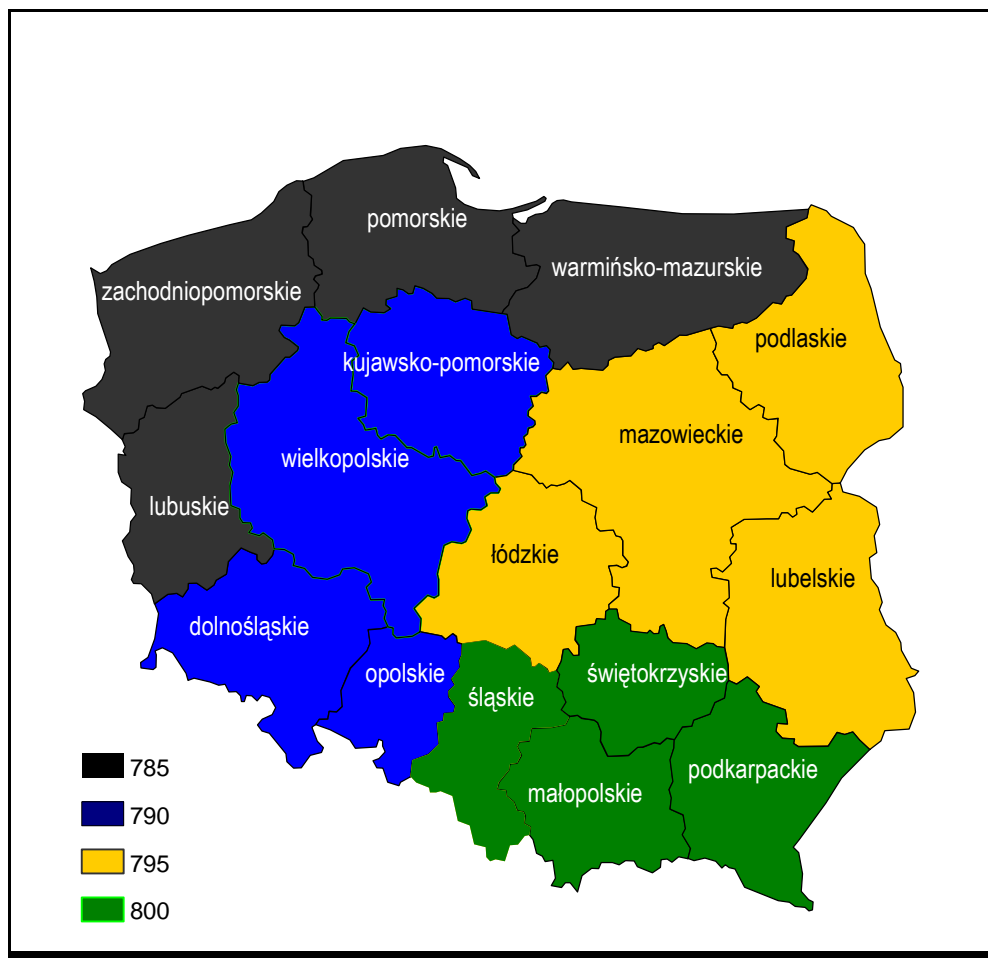 pomorskie
warmińsko-mazurskie
zachodniopomorskie
podlaskie
kujawsko-pomorskie
mazowieckie
wielkopolskie
lubuskie
łódzkie
lubelskie
dolnośląskie
opolskie
świętokrzyskie
śląskie
podkarpackie
małopolskie
785
790
795
800